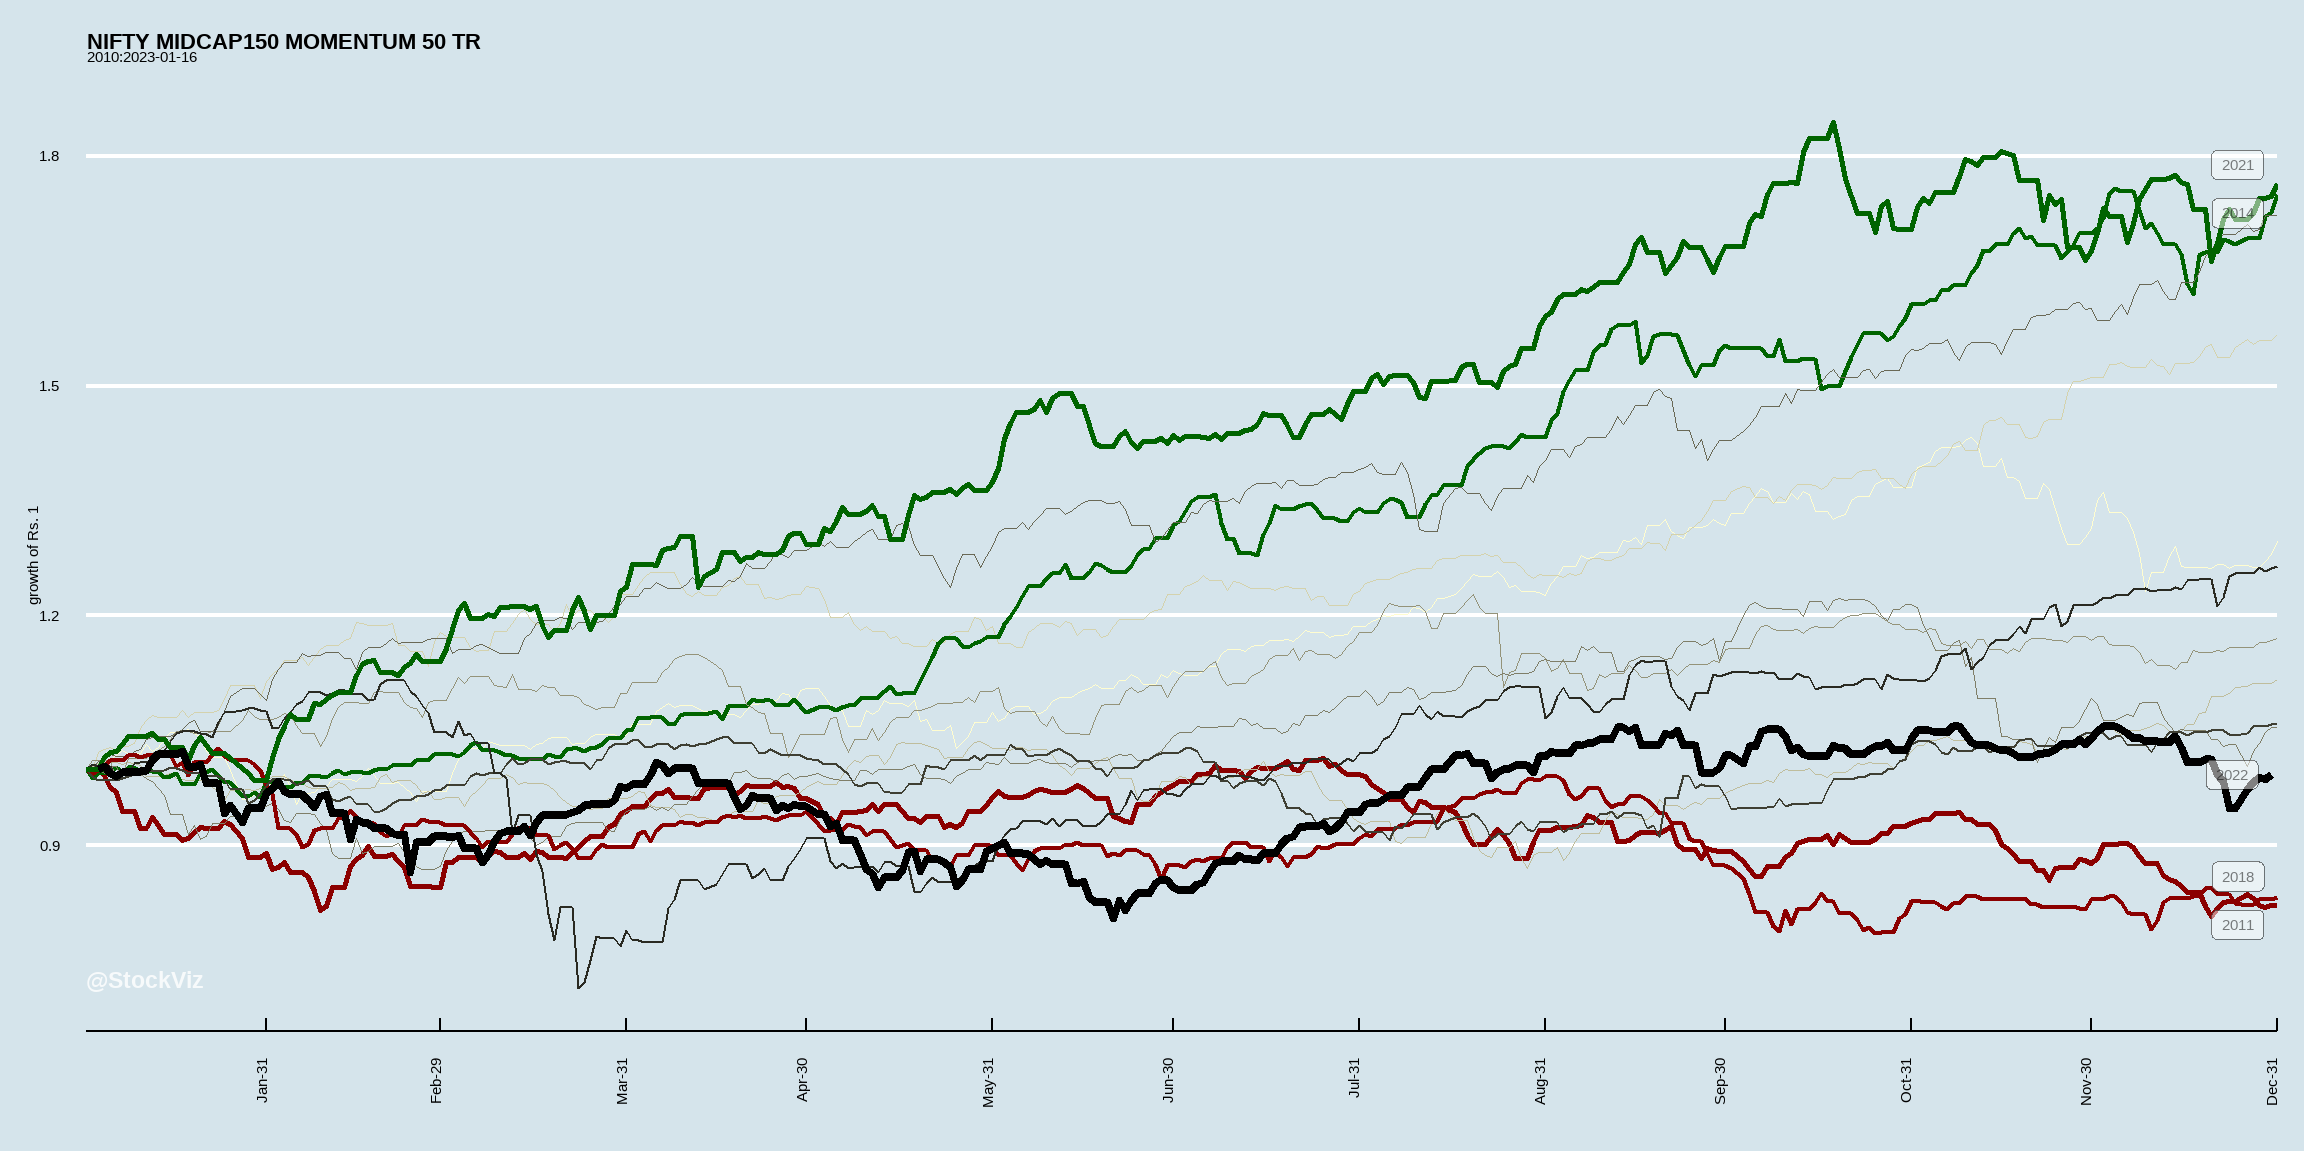 NIFTY MIDCAP150 MOMENTUM 50 TR
2010:2023-01-16
1.8
1.5
1.2
0.9
growth of Rs. 1
2021
2014
2022
2018
2011
@StockViz
Jan-31
Feb-29
Mar-31
Apr-30
May-31
Jun-30
Jul-31
Aug-31
Sep-30
Oct-31
Nov-30
Dec-31